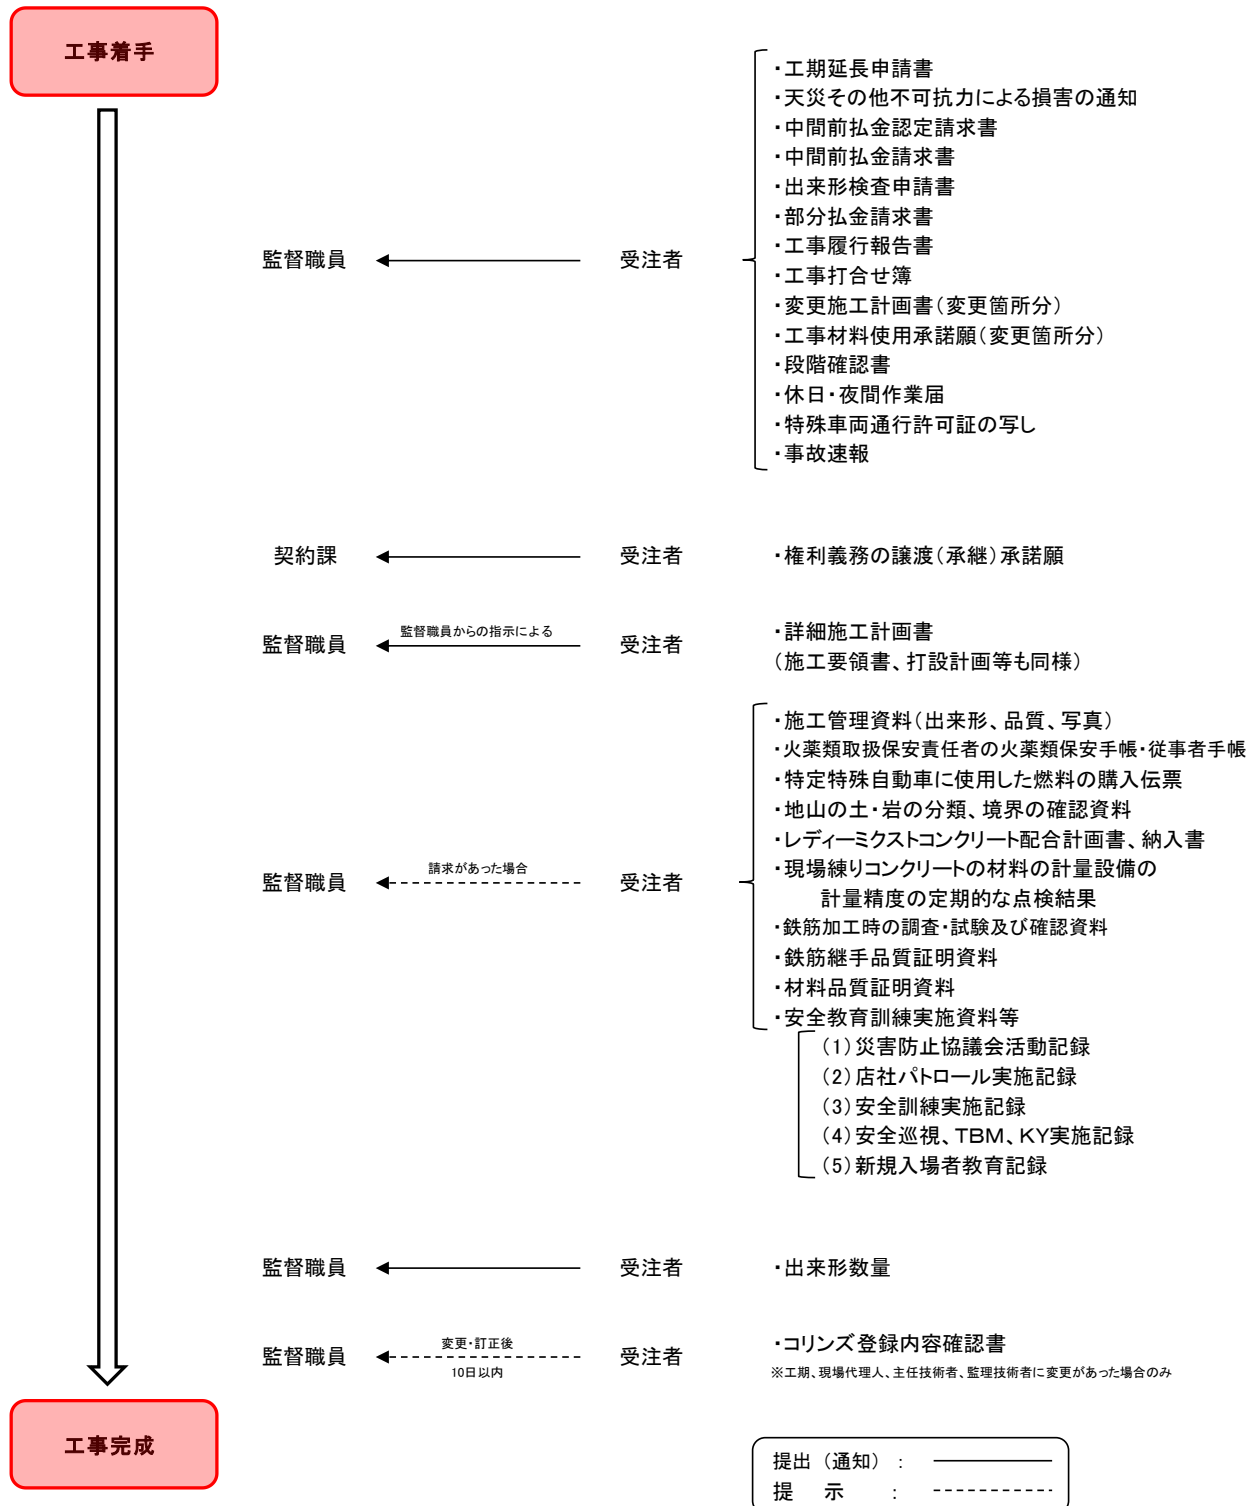 工事着手
・工期延長申請書
・天災その他不可抗力による損害の通知
・中間前払金認定請求書
・中間前払金請求書
・出来形検査申請書
・部分払金請求書
・工事履行報告書
監督職員 受注者
・工事打合せ簿
・変更施工計画書（変更箇所分）
・工事材料使用承諾願（変更箇所分）
・段階確認書
・休日・夜間作業届
・特殊車両通行許可証の写し
・事故速報
契約課 受注者 ・権利義務の譲渡（承継）承諾願
監督職員 監督職員からの指示による 受注者 ・詳細施工計画書
（施工要領書、打設計画等も同様）
・施工管理資料（出来形、品質、写真）
・火薬類取扱保安責任者の火薬類保安手帳・従事者手帳
・特定特殊自動車に使用した燃料の購入伝票
・地山の土・岩の分類、境界の確認資料
・レディーミクストコンクリート配合計画書、納入書
監督職員 請求があった場合 受注者
・現場練りコンクリートの材料の計量設備の
計量精度の定期的な点検結果
・鉄筋加工時の調査・試験及び確認資料
・鉄筋継手品質証明資料
・材料品質証明資料
・安全教育訓練実施資料等
（1）災害防止協議会活動記録
（2）店社パトロール実施記録
（3）安全訓練実施記録
（4）安全巡視、ＴＢＭ、KY実施記録
（5）新規入場者教育記録
監督職員 受注者 ・出来形数量
監督職員 変更・訂正後 受注者 ・コリンズ登録内容確認書
10日以内 ※工期、現場代理人、主任技術者、監理技術者に変更があった場合のみ
工事完成
提出（通知）：
提　示　：